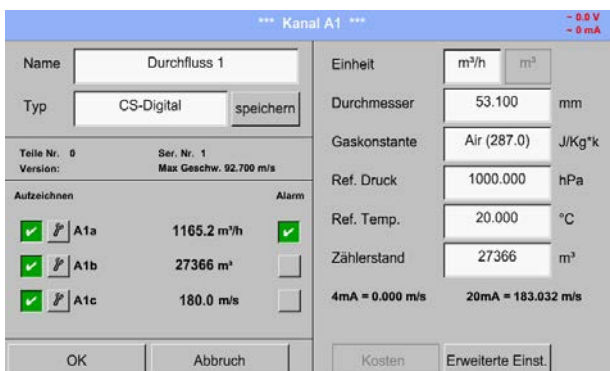 *** Kanal A1 ***
~ 0.0 V
~ 0 mA
Name
Durchfluss 1
Typ
CS-Digital
speichern
Teile Nr. 0
Ser. Nr. 1
Version:
Max Geschw. 92.700 m/s
Aufzeichnen
Alarm
A1a
1165.2 m³/h
A1b
27366 m³
A1c
180.0 m/s
OK
Abbruch
Einheit
m³/h
m³
Durchmesser
53.100
mm
Gaskonstante
Air (287.0)
J/Kg*k
Ref. Druck
1000.000
hPa
Ref. Temp.
20.000
°C
Zählerstand
27366
m³
4mA = 0.000 m/s
20mA = 183.032 m/s
Kosten
Erweiterte Einst.